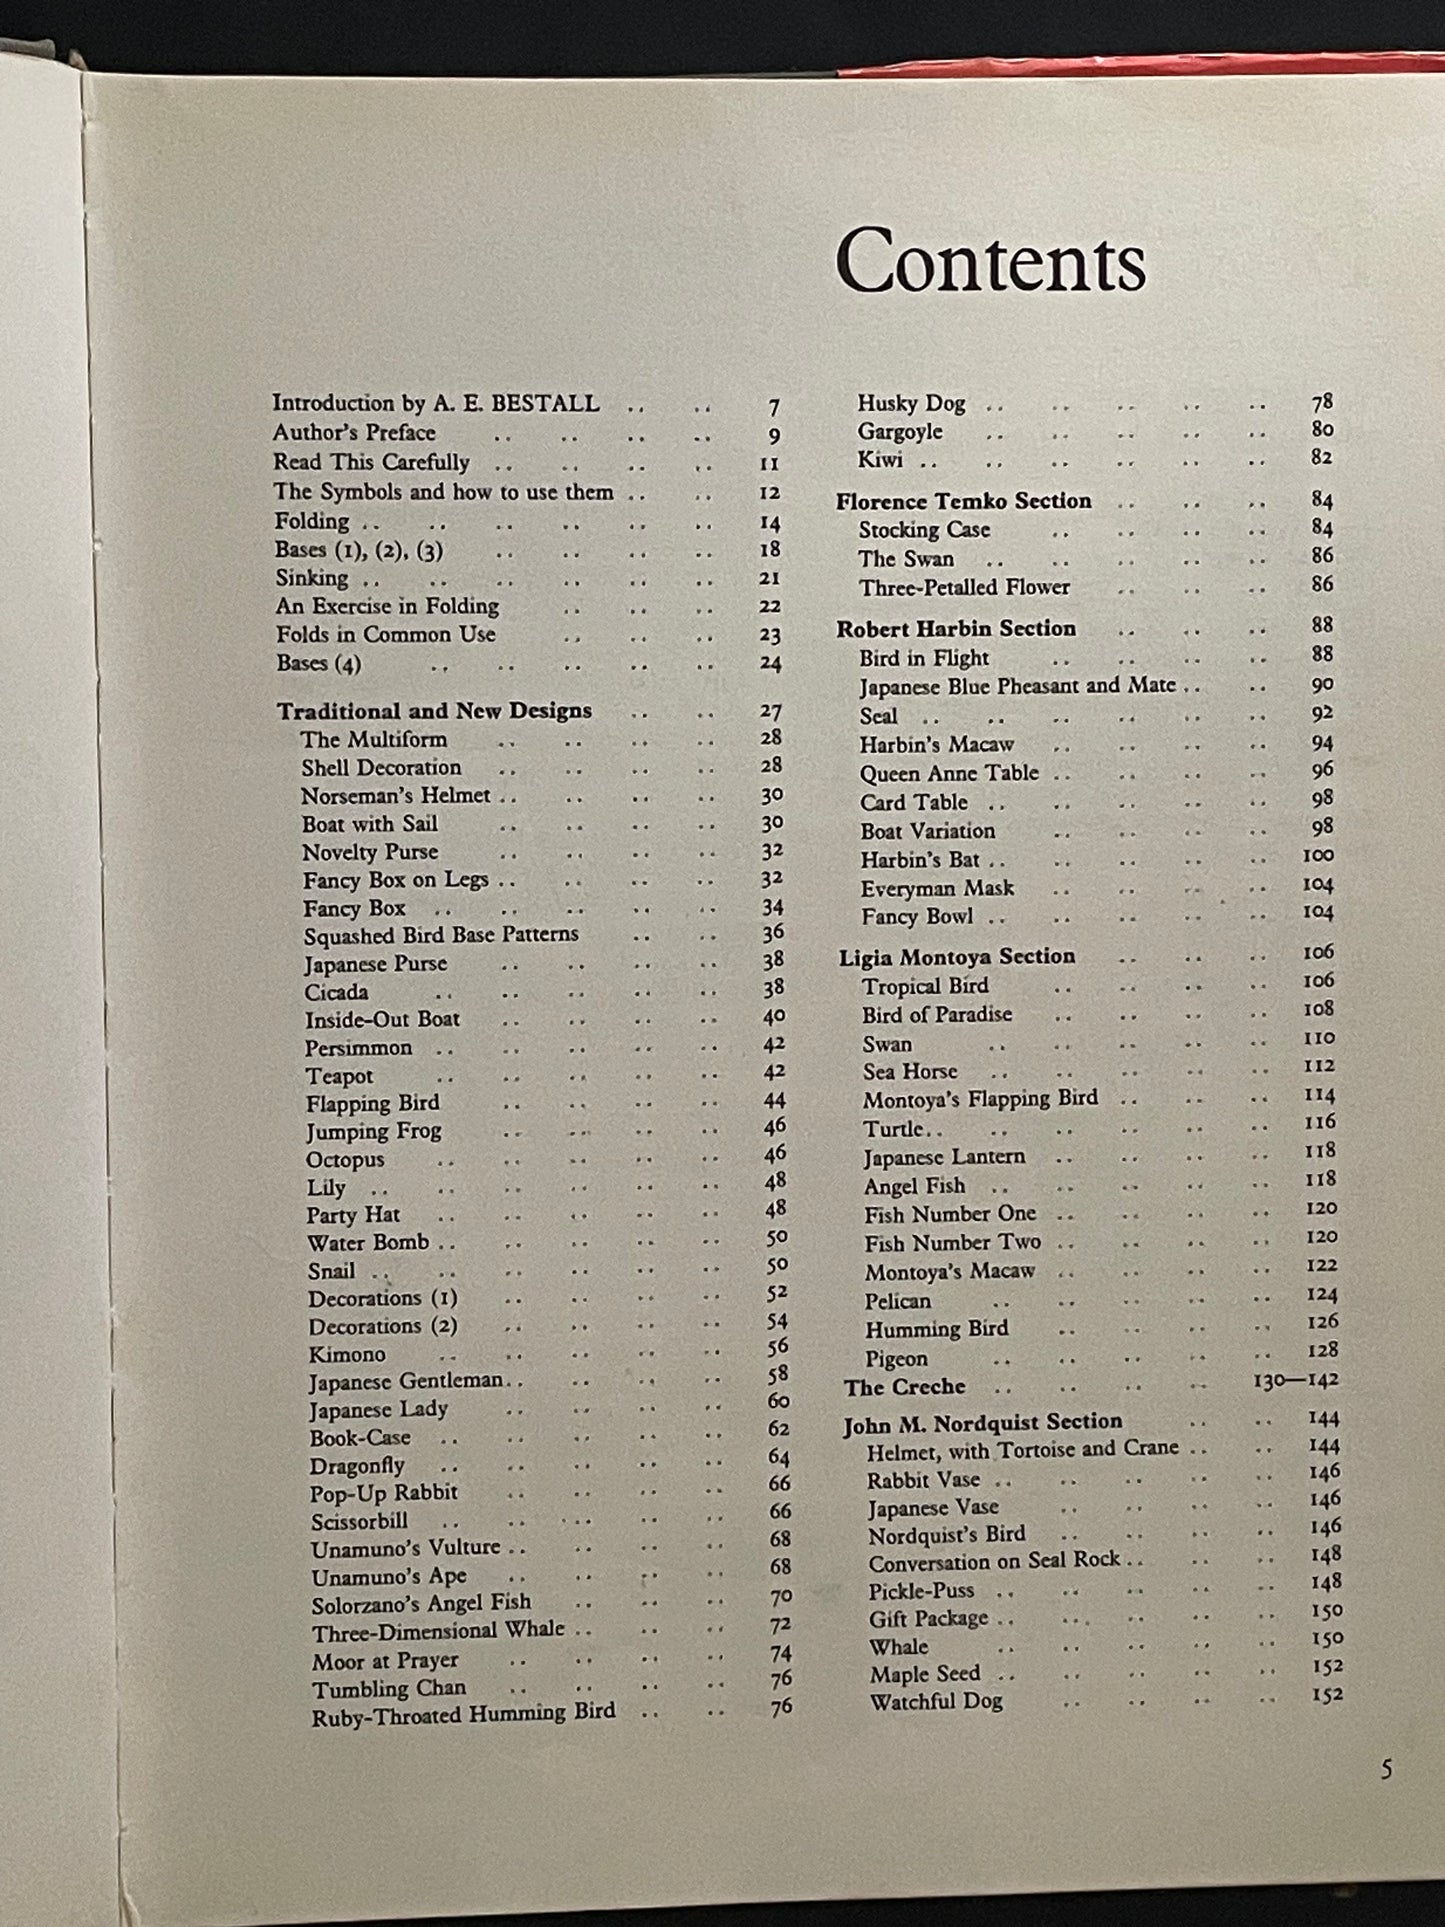 Contents
Introduction by A. E. BESTALL .. .. 7
Author's Preface .. .. .. .. 9
Read This Carefully .. .. .. .. 11
The Symbols and how to use them .. .. 12
Folding .. .. .. .. .. .. 14
Bases (1), (2), (3) .. .. .. .. 18
Sinking .. .. .. .. .. .. 21
An Exercise in Folding .. .. .. 22
Folds in Common Use .. .. .. 23
Bases (4) .. .. .. .. .. 24
Traditional and New Designs .. .. 27
The Multiform .. .. .. .. 28
Shell Decoration .. .. .. .. 28
Norseman's Helmet .. .. .. .. 30
Boat with Sail .. .. .. .. 30
Novelty Purse .. .. .. .. 32
Fancy Box on Legs .. .. .. .. 32
Fancy Box .. .. .. .. .. 34
Squashed Bird Base Patterns .. .. 36
Japanese Purse .. .. .. .. 38
Cicada .. .. .. .. .. 38
Inside-Out Boat .. .. .. .. 40
Persimmon .. .. .. .. .. 42
Teapot .. .. .. .. .. 42
Flapping Bird .. .. .. .. 44
Jumping Frog .. .. .. .. 46
Octopus .. .. .. .. .. 46
Lily .. .. .. .. .. .. 48
Party Hat .. .. .. .. .. 48
Water Bomb .. .. .. .. .. 50
Snail .. .. .. .. .. .. 50
Decorations (1) .. .. .. .. 52
Decorations (2) .. .. .. .. 54
Kimono .. .. .. .. .. 56
Japanese Gentleman .. .. .. .. 58
Japanese Lady .. .. .. .. 60
Book-Case .. .. .. .. .. 62
Dragonfly .. .. .. .. .. 64
Pop-Up Rabbit .. .. .. .. 66
Scissorbill .. .. .. .. .. 66
Unamuno's Vulture .. .. .. .. 68
Unamuno's Ape .. .. .. .. 68
Solorzano's Angel Fish .. .. .. 70
Three-Dimensional Whale .. .. .. 72
Moor at Prayer .. .. .. .. 74
Tumbling Chan .. .. .. .. 76
Ruby-Throated Humming Bird .. .. 76
Husky Dog .. .. .. .. .. 78
Gargoyle .. .. .. .. .. 80
Kiwi .. .. .. .. .. .. 82
Florence Temko Section .. .. .. 84
Stocking Case .. .. .. .. 84
The Swan .. .. .. .. .. 86
Three-Petalled Flower .. .. .. 86
Robert Harbin Section .. .. .. 88
Bird in Flight .. .. .. .. 88
Japanese Blue Pheasant and Mate .. .. 90
Seal .. .. .. .. .. .. 92
Harbin's Macaw .. .. .. .. 94
Queen Anne Table .. .. .. .. 96
Card Table .. .. .. .. .. 98
Boat Variation .. .. .. .. 98
Harbin's Bat .. .. .. .. .. 100
Everyman Mask .. .. .. .. 104
Fancy Bowl .. .. .. .. .. 104
Ligia Montoya Section .. .. .. 106
Tropical Bird .. .. .. .. 106
Bird of Paradise .. .. .. .. 108
Swan .. .. .. .. .. 110
Sea Horse .. .. .. .. .. 112
Montoya's Flapping Bird .. .. .. 114
Turtle .. .. .. .. .. .. 116
Japanese Lantern .. .. .. .. 118
Angel Fish .. .. .. .. .. 118
Fish Number One .. .. .. .. 120
Fish Number Two .. .. .. .. 120
Montoya's Macaw .. .. .. .. 122
Pelican .. .. .. .. .. 124
Humming Bird .. .. .. .. 126
Pigeon .. .. .. .. .. 128
The Creche .. .. .. .. 130—142
John M. Nordquist Section .. .. 144
Helmet, with Tortoise and Crane .. .. 144
Rabbit Vase .. .. .. .. .. 146
Japanese Vase .. .. .. .. 146
Nordquist's Bird .. .. .. .. 146
Conversation on Seal Rock .. .. .. 148
Pickle-Puss .. .. .. .. .. 148
Gift Package .. .. .. .. .. 150
Whale .. .. .. .. .. 150
Maple Seed .. .. .. .. .. 152
Watchful Dog .. .. .. .. 152
5